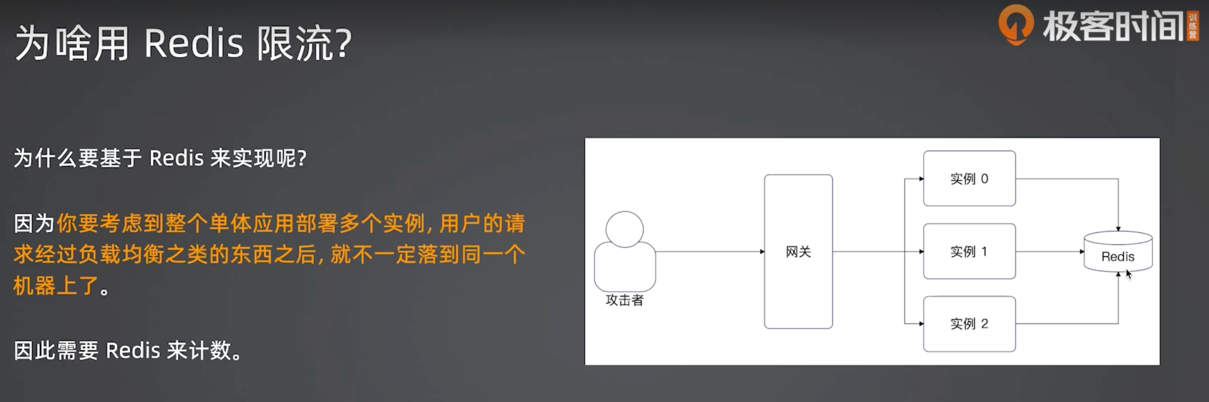 为啥用 Redis 限流?
极客时间
训练营
为什么要基于 Redis 来实现呢?
因为你要考虑到整个单体应用部署多个实例, 用户的请
求经过负载均衡之类的东西之后, 就不一定落到同一个
机器上了。
因此需要 Redis 来计数。
攻击者
网关
实例 0
实例 1
实例 2
Redis